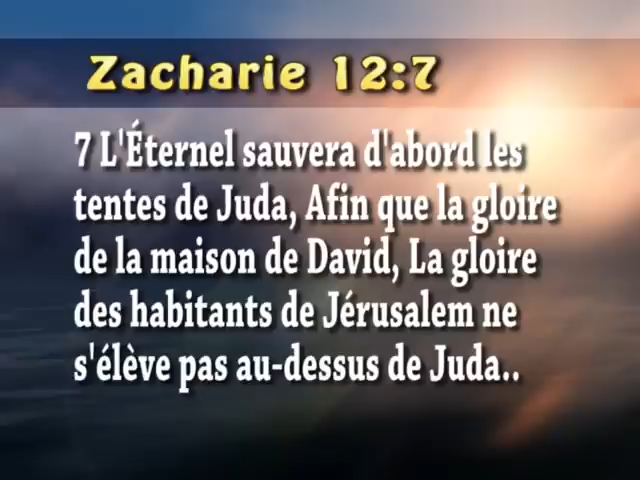 Zacharie 12:7
7 L'Éternel sauvera d'abord les
tentes de Juda, Afin que la gloire
de la maison de David, La gloire
des habitants de Jérusalem ne
s'élève pas au-dessus de Juda..